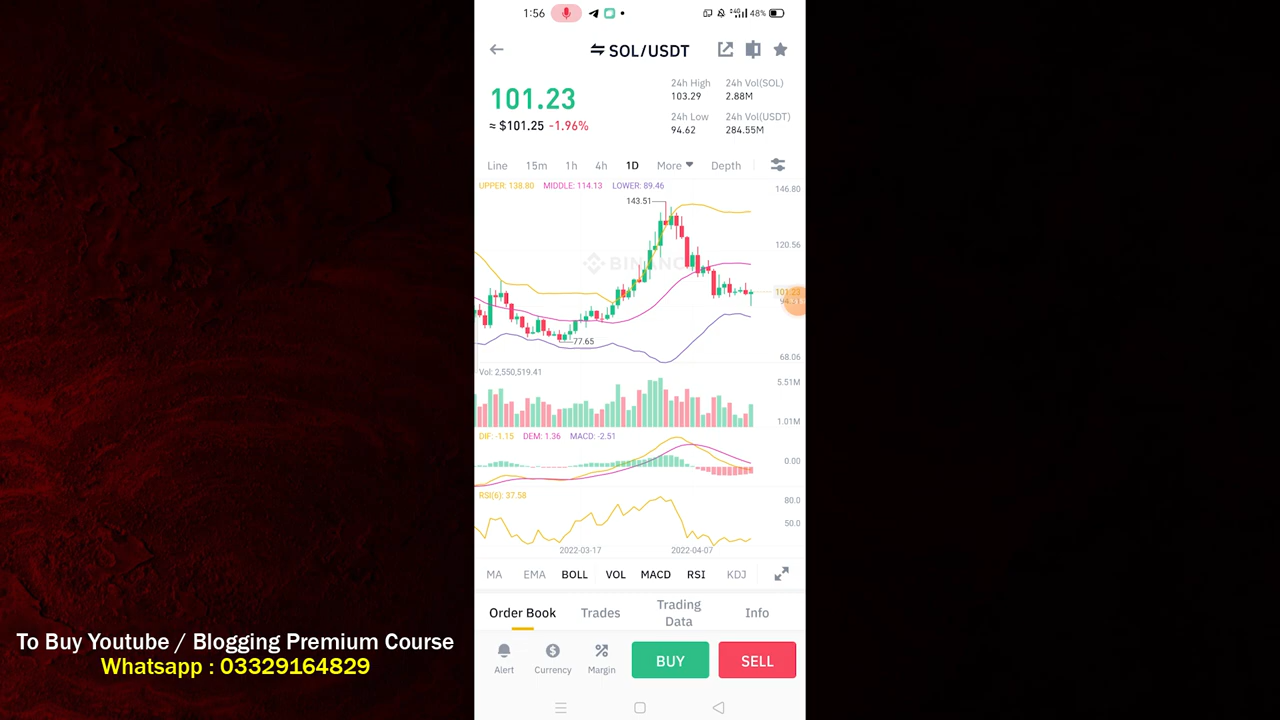 1:56 48%
SOL/USDT
101.23
≈ $101.25 -1.96%
24h High 24h Vol(SOL)
103.29 2.88M
24h Low 24h Vol(USDT)
94.62 284.55M
Line 15m 1h 4h 1D More Depth
UPPER: 138.80 MIDDLE: 114.13 LOWER: 89.46
146.80
143.51
120.56
BINANC
101.23
77.65
68.06
Vol: 2,550,519.41
5.51M
1.01M
DIF: -1.15 DEM: 1.36 MACD: -2.51
0.00
RSI(6): 37.58
80.0
50.0
2022-03-17 2022-04-07
MA EMA BOLL VOL MACD RSI KDJ
Order Book Trades Trading Data Info
To Buy Youtube / Blogging Premium Course
Whatsapp : 03329164829
Alert Currency Margin BUY SELL